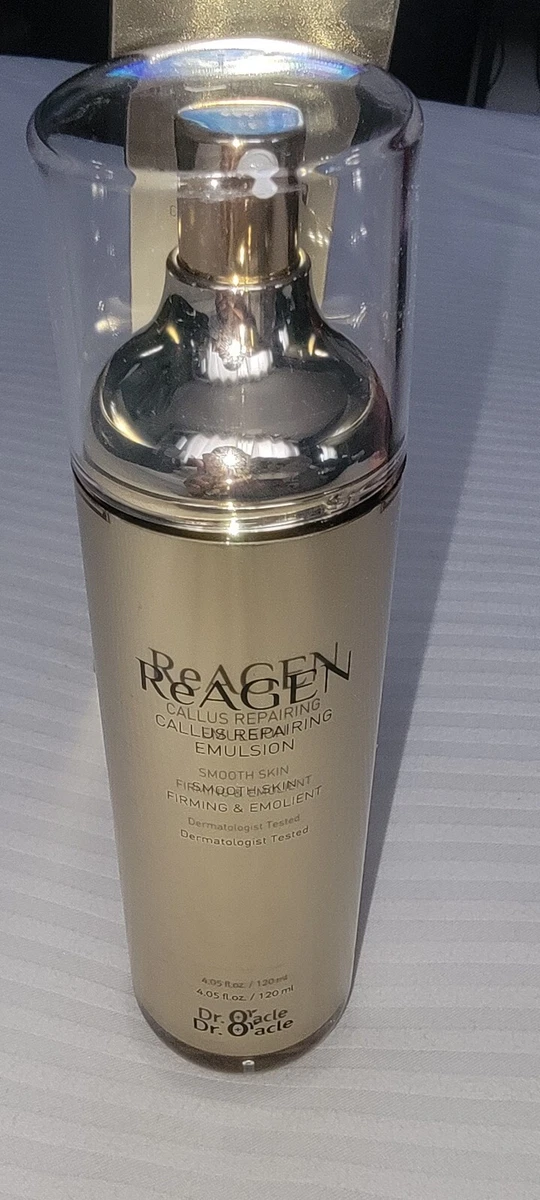 ReAGEN
CALLUS REPAIRING
EMULSION
SMOOTH SKIN
FIRMING & EMOLIENT
Dermatologist Tested
4.05 fl.oz. / 120 ml
Dr. Oracle